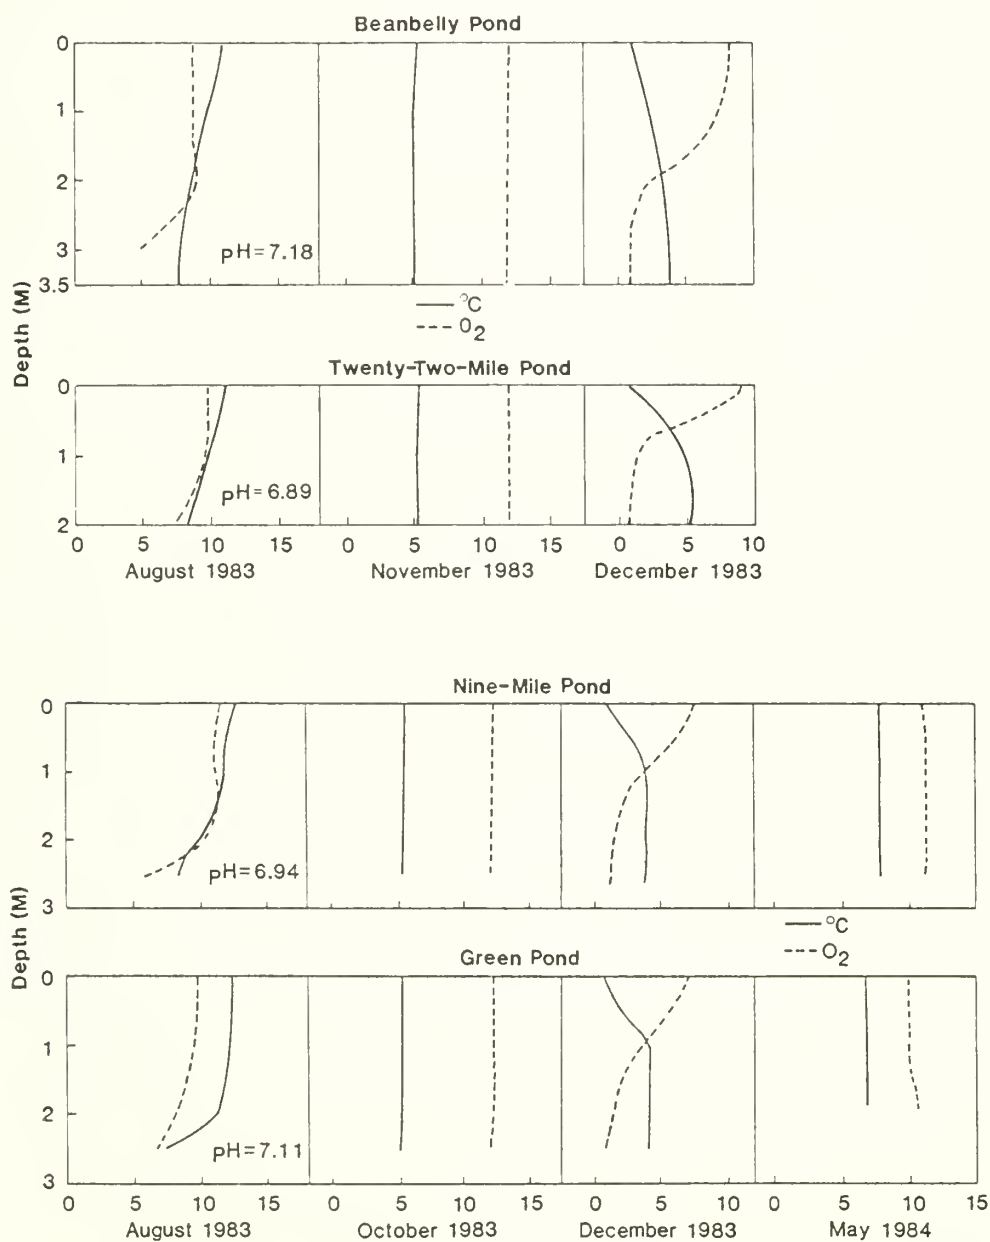 Beanbelly Pond
0
1
2
3
3.5
pH=7.18
°C
O2
Depth (M)
Twenty-Two-Mile Pond
0
1
2
pH=6.89
0 5 10 15 0 5 10 15 0 5 10
August 1983 November 1983 December 1983
Nine-Mile Pond
0
1
2
3
pH=6.94
°C
O2
Depth (M)
Green Pond
0
1
2
3
pH=7.11
0 5 10 15 0 5 10 15 0 5 10 0 5 10 15
August 1983 October 1983 December 1983 May 1984